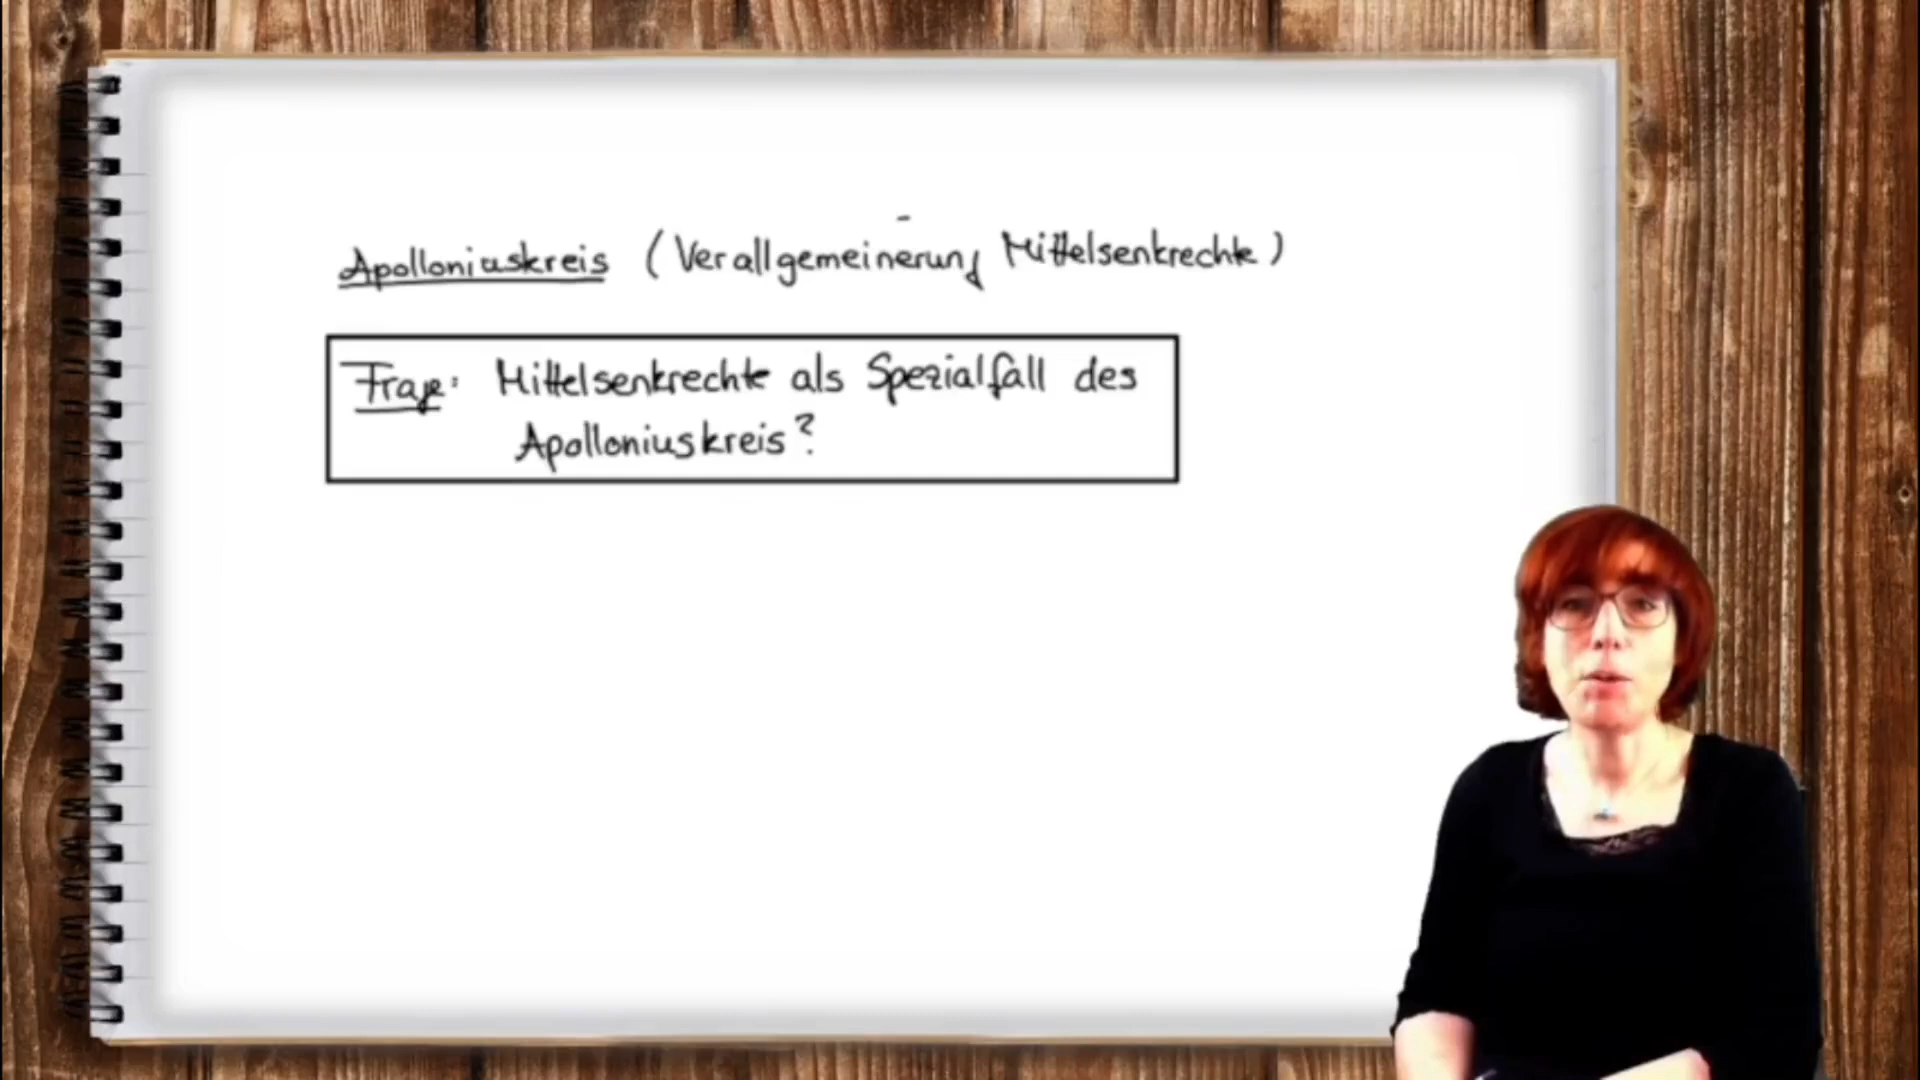 Apolloniuskreis (Verallgemeinerung Mittelsenkrechte)
Frage: Mittelsenkrechte als Spezialfall des
Apolloniuskreis?